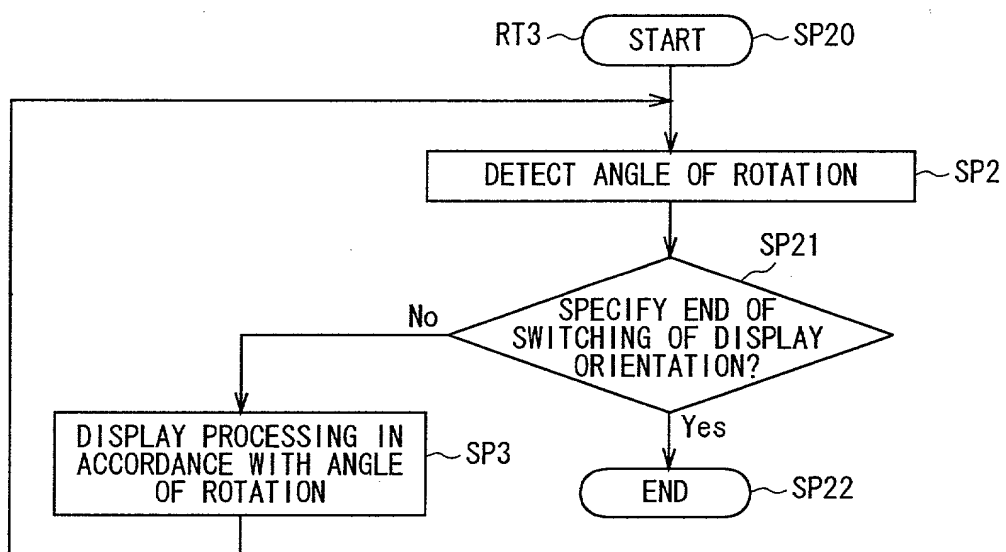 RT3 START SP20
DETECT ANGLE OF ROTATION SP2
SP21
SPECIFY END OF
SWITCHING OF DISPLAY
ORIENTATION?
No
Yes
DISPLAY PROCESSING IN
ACCORDANCE WITH ANGLE
OF ROTATION
SP3
END SP22